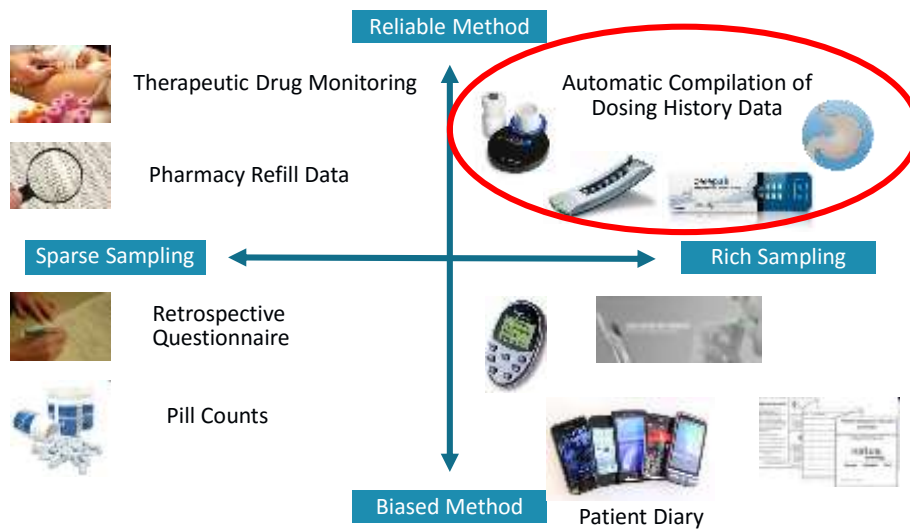 Reliable Method
Therapeutic Drug Monitoring
Automatic Compilation of
Dosing History Data
Pharmacy Refill Data
Sparse Sampling
Rich Sampling
Retrospective
Questionnaire
Pill Counts
Biased Method
Patient Diary